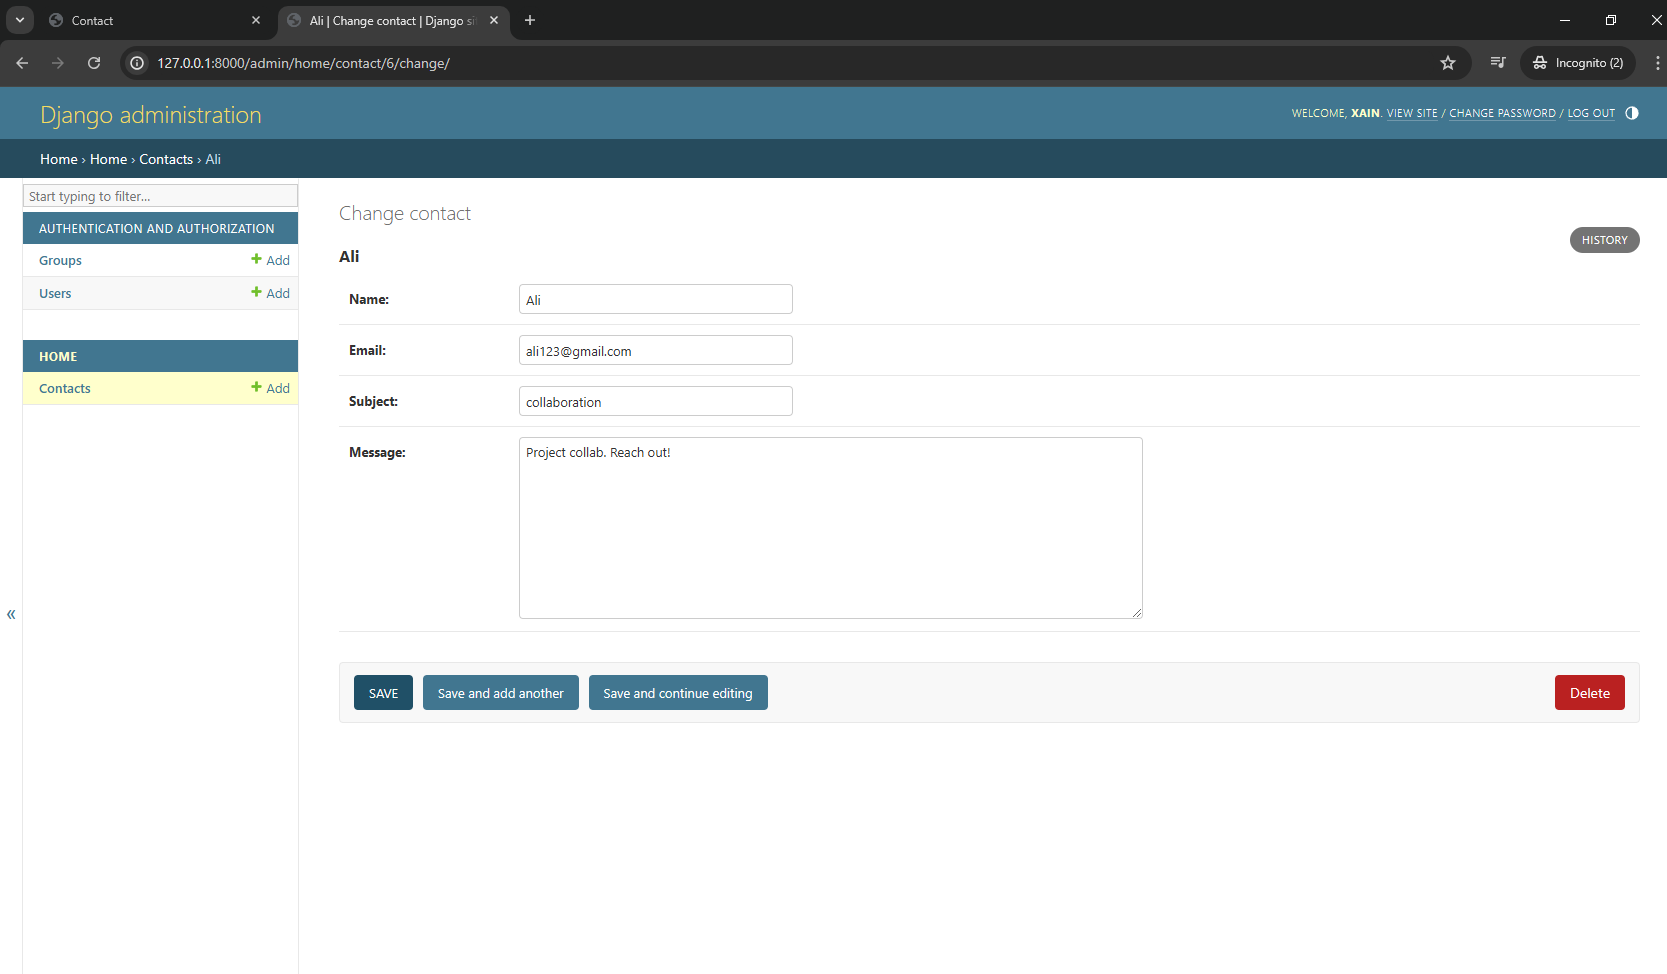 Contact
Ali | Change contact | Django si
127.0.0.1:8000/admin/home/contact/6/change/
Incognito (2)
Django administration
WELCOME, XAIN. VIEW SITE / CHANGE PASSWORD / LOG OUT
Home › Home › Contacts › Ali
Start typing to filter...
AUTHENTICATION AND AUTHORIZATION
Groups + Add
Users + Add
HOME
Contacts + Add
«
Change contact
HISTORY
Ali
Name: Ali
Email: ali123@gmail.com
Subject: collaboration
Message: Project collab. Reach out!
SAVE Save and add another Save and continue editing Delete